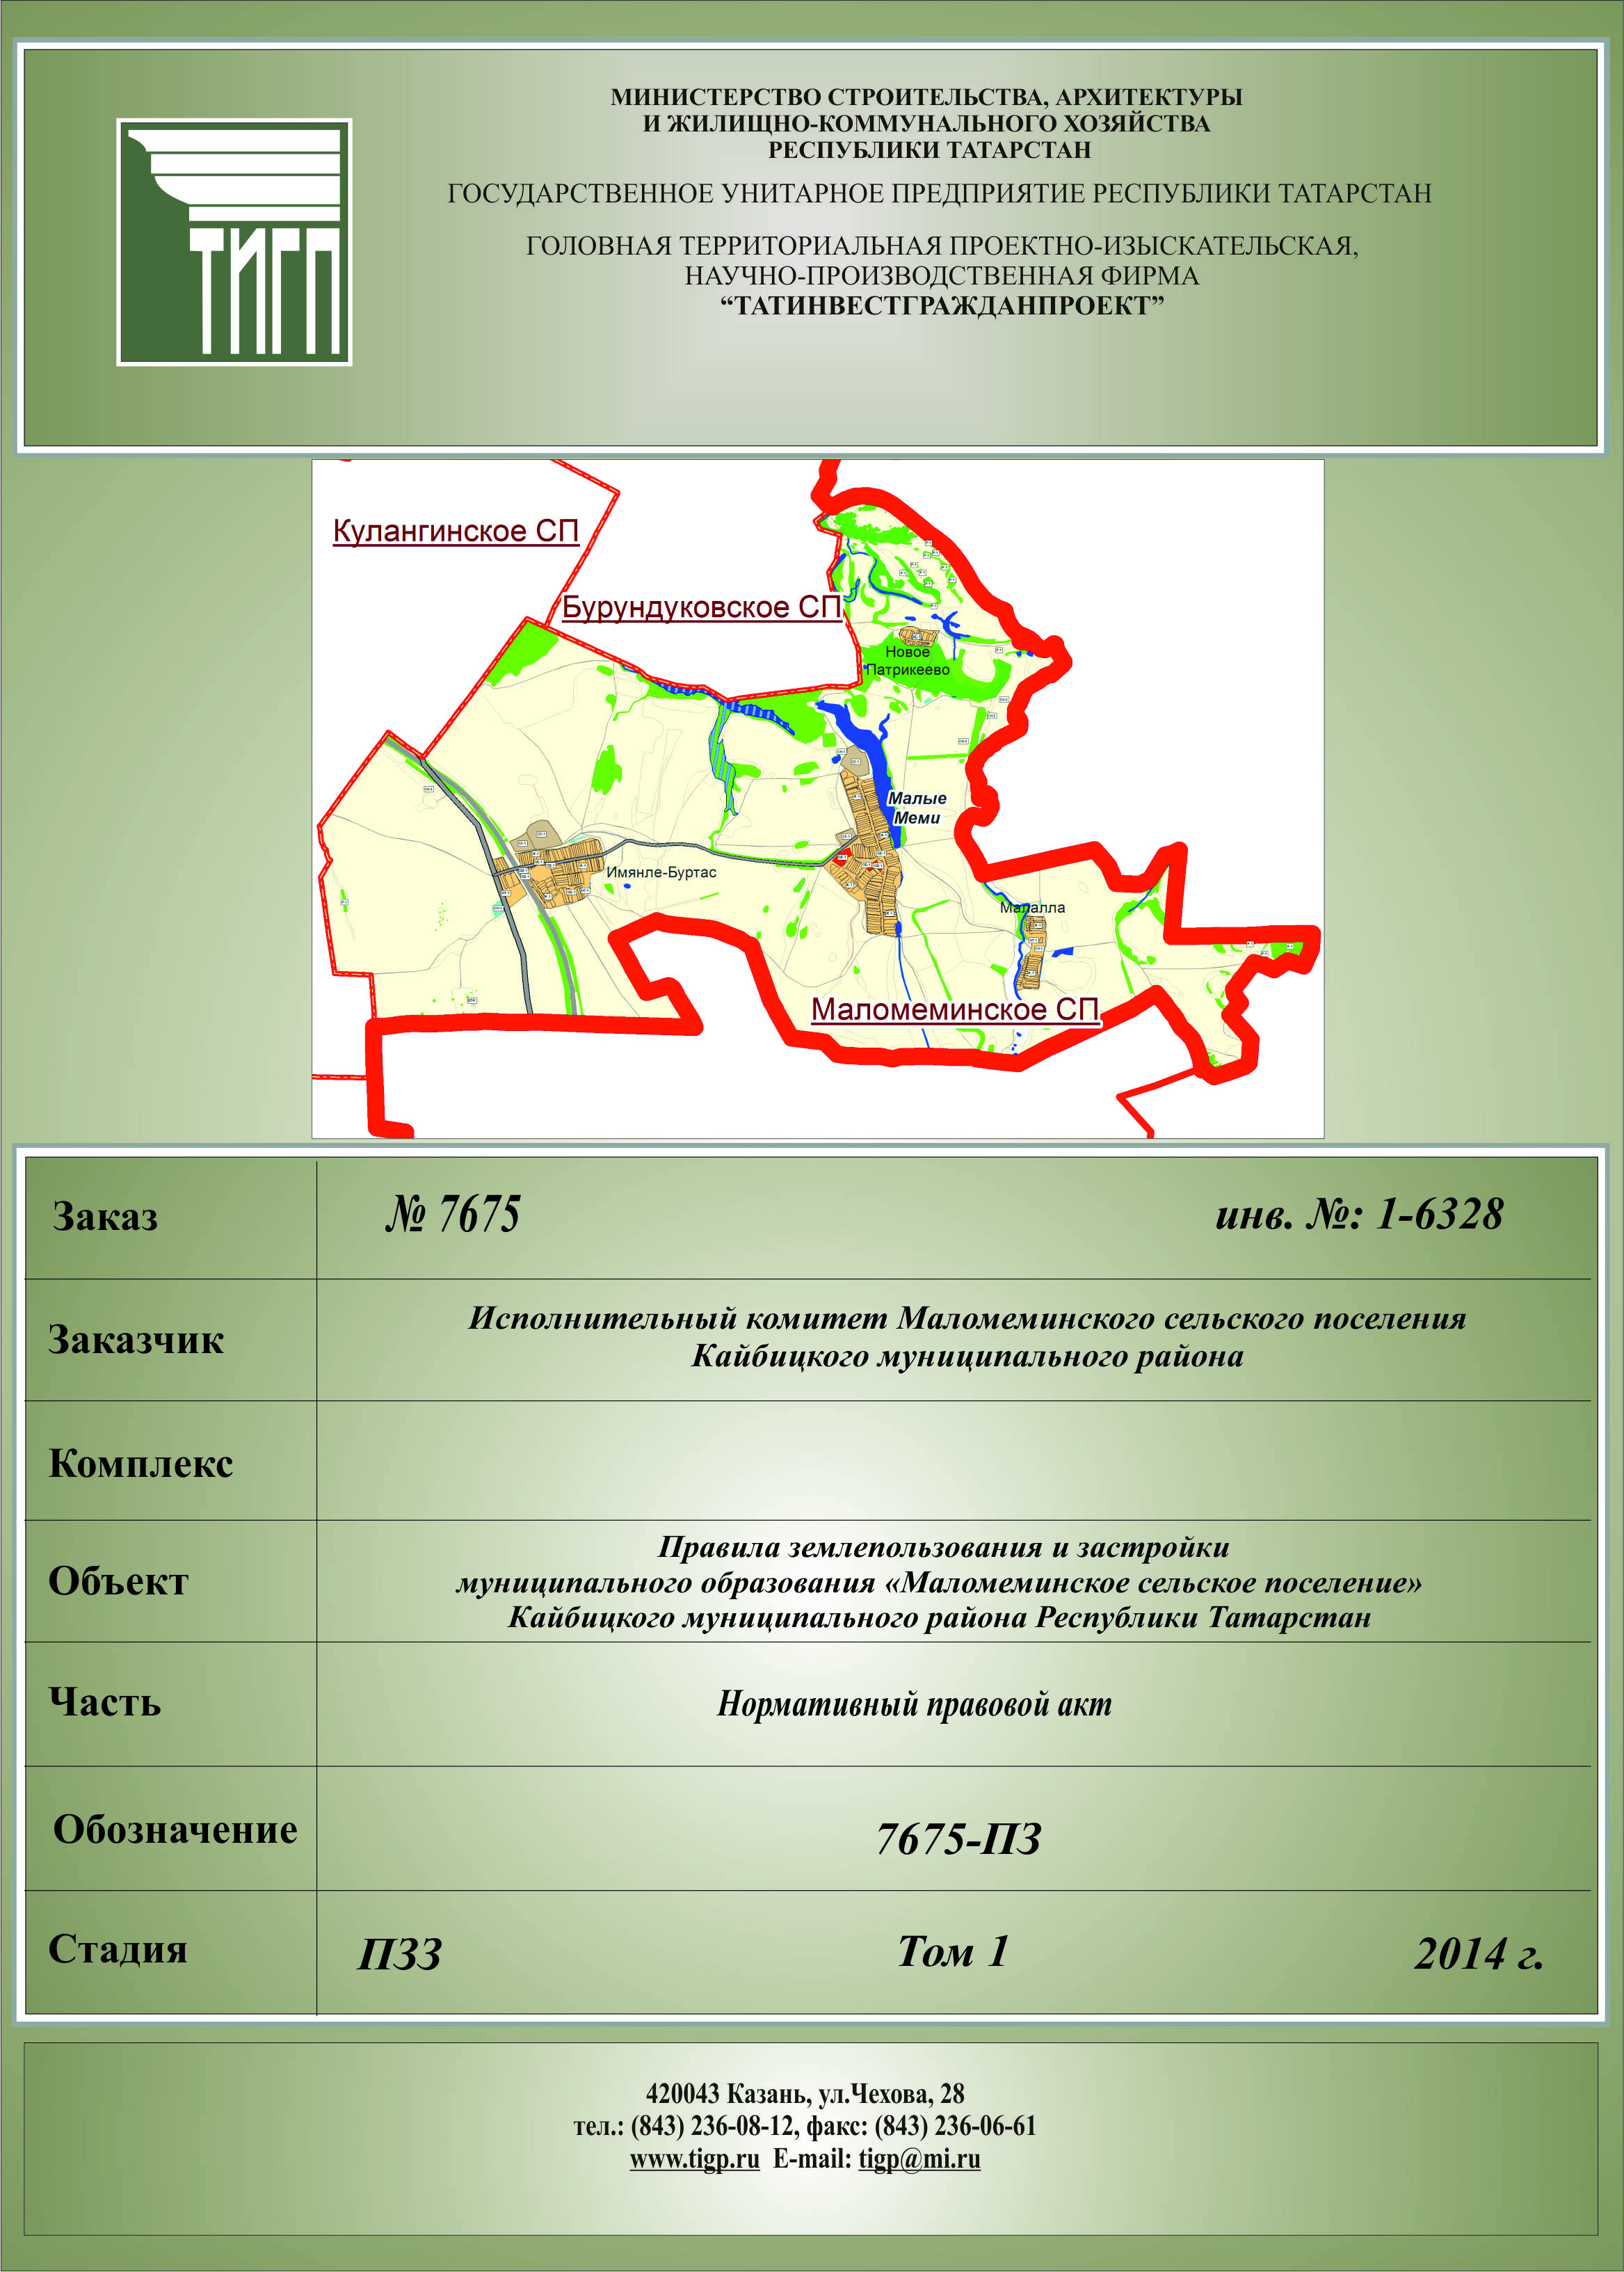 МИНИСТЕРСТВО СТРОИТЕЛЬСТВА, АРХИТЕКТУРЫ
И ЖИЛИЩНО-КОММУНАЛЬНОГО ХОЗЯЙСТВА
РЕСПУБЛИКИ ТАТАРСТАН
ГОСУДАРСТВЕННОЕ УНИТАРНОЕ ПРЕДПРИЯТИЕ РЕСПУБЛИКИ ТАТАРСТАН
ГОЛОВНАЯ ТЕРРИТОРИАЛЬНАЯ ПРОЕКТНО-ИЗЫСКАТЕЛЬСКАЯ,
НАУЧНО-ПРОИЗВОДСТВЕННАЯ ФИРМА
“ТАТИНВЕСТГРАЖДАНПРОЕКТ”
ТИГП
Кулангинское СП
Бурундуковское СП
Новое
Патрикеево
Малые
Меми
Имянле-Буртас
Малалла
Маломеминское СП
Заказ
№ 7675
инв. №: 1-6328
Заказчик
Исполнительный комитет Маломеминского сельского поселения
Кайбицкого муниципального района
Комплекс
Объект
Правила землепользования и застройки
муниципального образования «Маломеминское сельское поселение»
Кайбицкого муниципального района Республики Татарстан
Часть
Нормативный правовой акт
Обозначение
7675-ПЗ
Стадия
ПЗЗ
Том 1
2014 г.
420043 Казань, ул.Чехова, 28
тел.: (843) 236-08-12, факс: (843) 236-06-61
www.tigp.ru E-mail: tigp@mi.ru